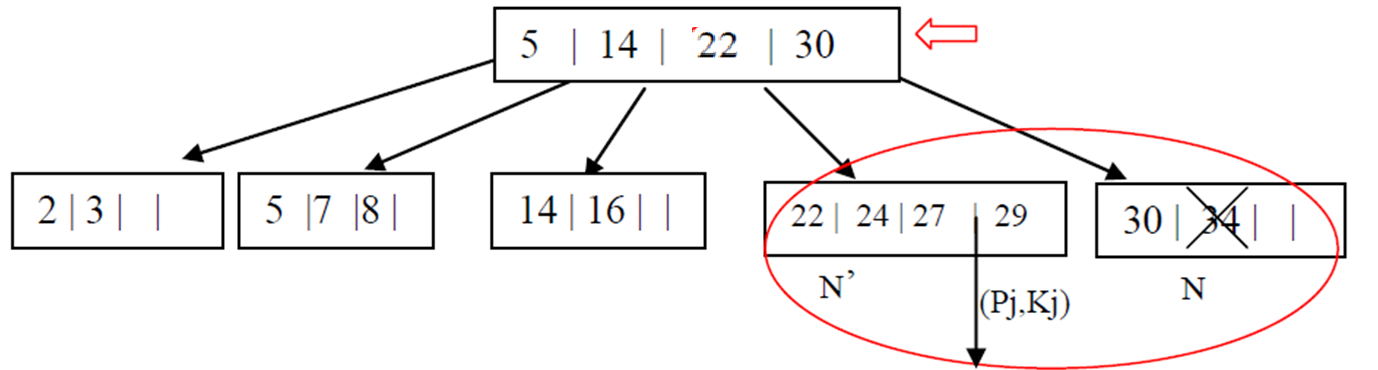 5 | 14 | 22 | 30
2 | 3 | |
5 |7 |8 |
14 | 16 | |
22 | 24 | 27 | 29
30 | 34 | |
N’
(Pj,Kj)
N